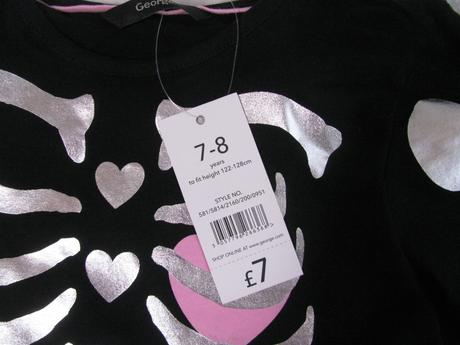 George
7-8
years
to fit height 122-128cm
STYLE NO.
581/5814/2160/200/0951
SHOP ONLINE AT www.george.com
£7